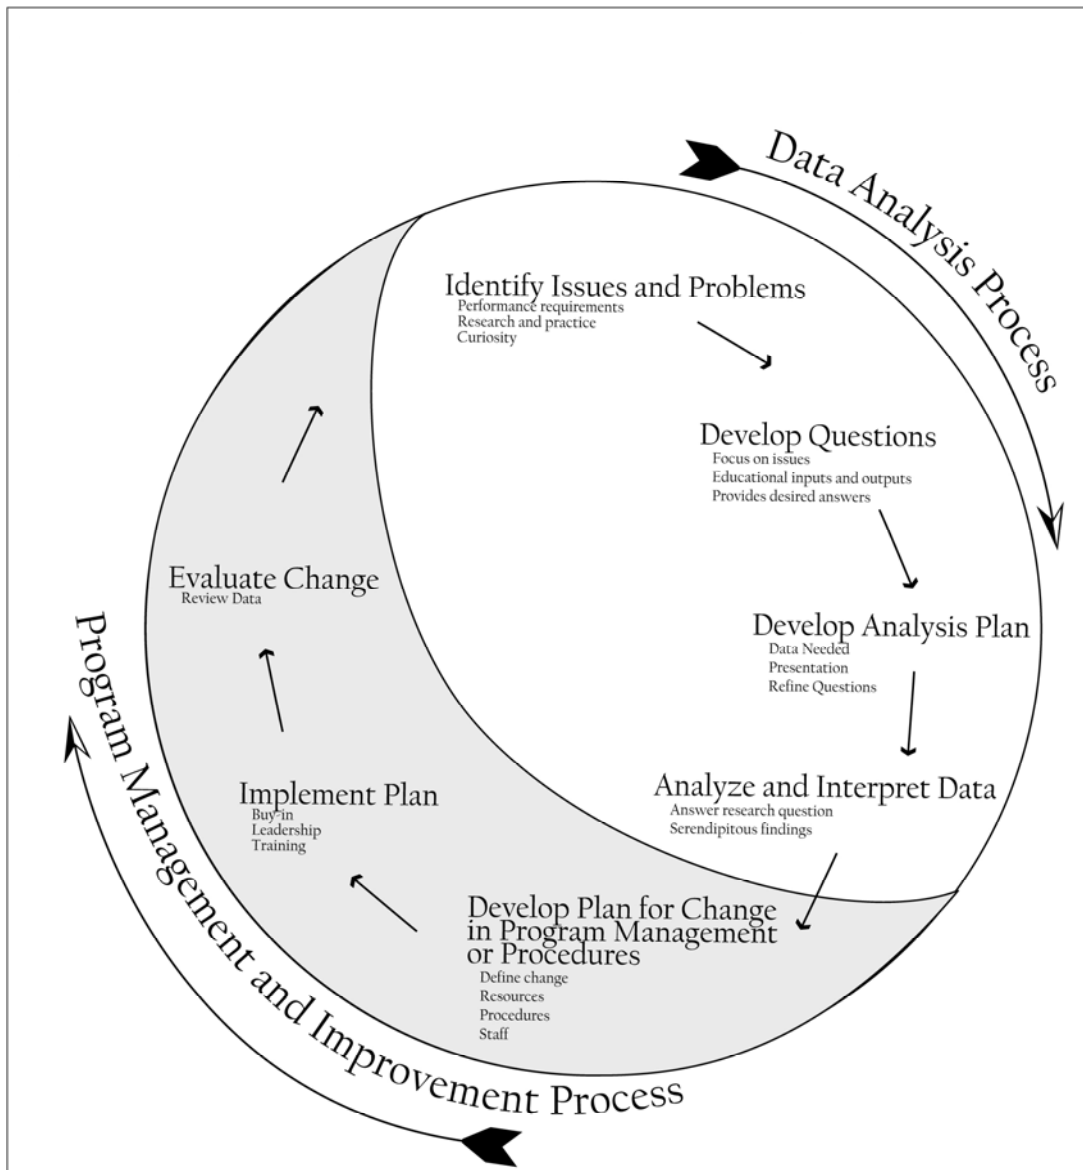 Data Analysis Process
Identify Issues and Problems
Performance requirements
Research and practice
Curiosity
Develop Questions
Focus on issues
Educational inputs and outputs
Provides desired answers
Develop Analysis Plan
Data Needed
Presentation
Refine Questions
Analyze and Interpret Data
Answer research question
Serendipitous findings
Develop Plan for Change
in Program Management
or Procedures
Define change
Resources
Procedures
Staff
Implement Plan
Buy-in
Leadership
Training
Evaluate Change
Review Data
Program Management and Improvement Process